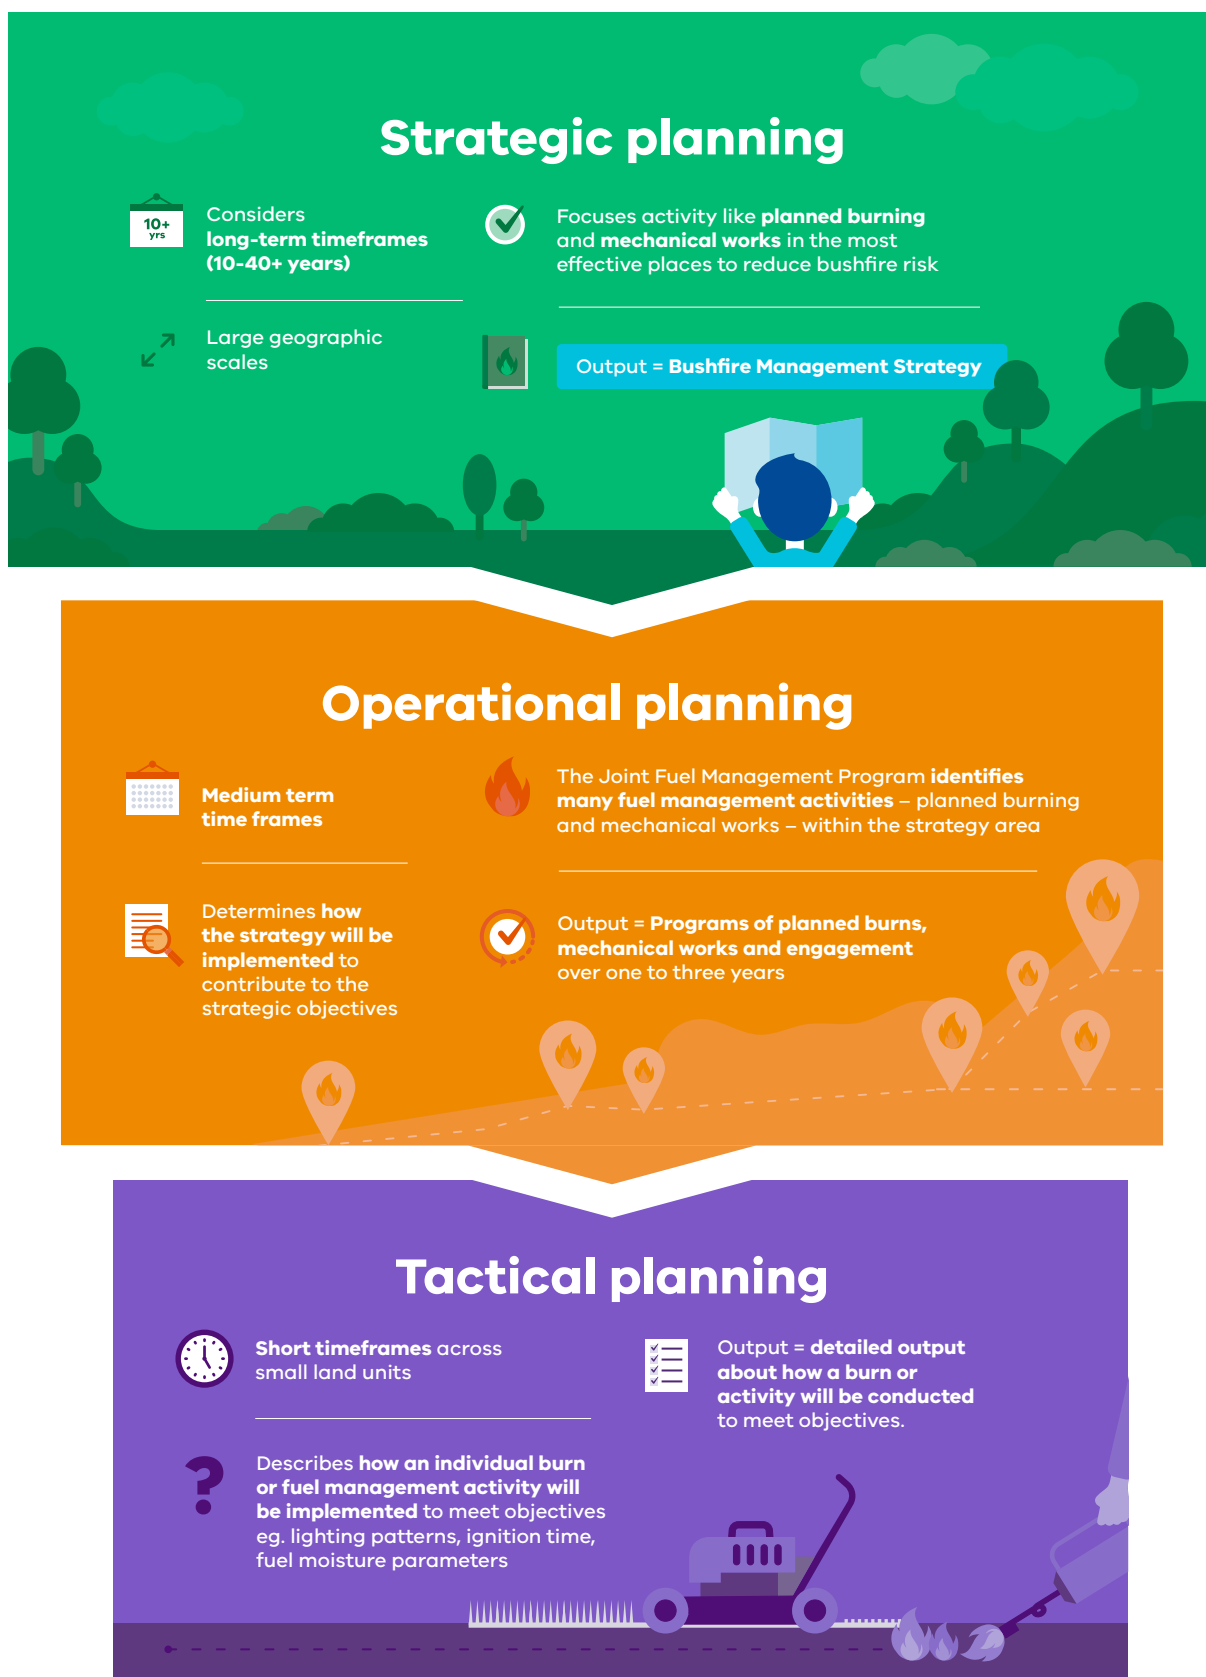 Strategic planning
10+
yrs
Considers
long-term timeframes
(10-40+ years)
Large geographic
scales
Focuses activity like planned burning
and mechanical works in the most
effective places to reduce bushfire risk
Output = Bushfire Management Strategy
Operational planning
Medium term
time frames
Determines how
the strategy will be
implemented to
contribute to the
strategic objectives
The Joint Fuel Management Program identifies
many fuel management activities – planned burning
and mechanical works – within the strategy area
Output = Programs of planned burns,
mechanical works and engagement
over one to three years
Tactical planning
Short timeframes across
small land units
?
Describes how an individual burn
or fuel management activity will
be implemented to meet objectives
eg. lighting patterns, ignition time,
fuel moisture parameters
Output = detailed output
about how a burn or
activity will be conducted
to meet objectives.